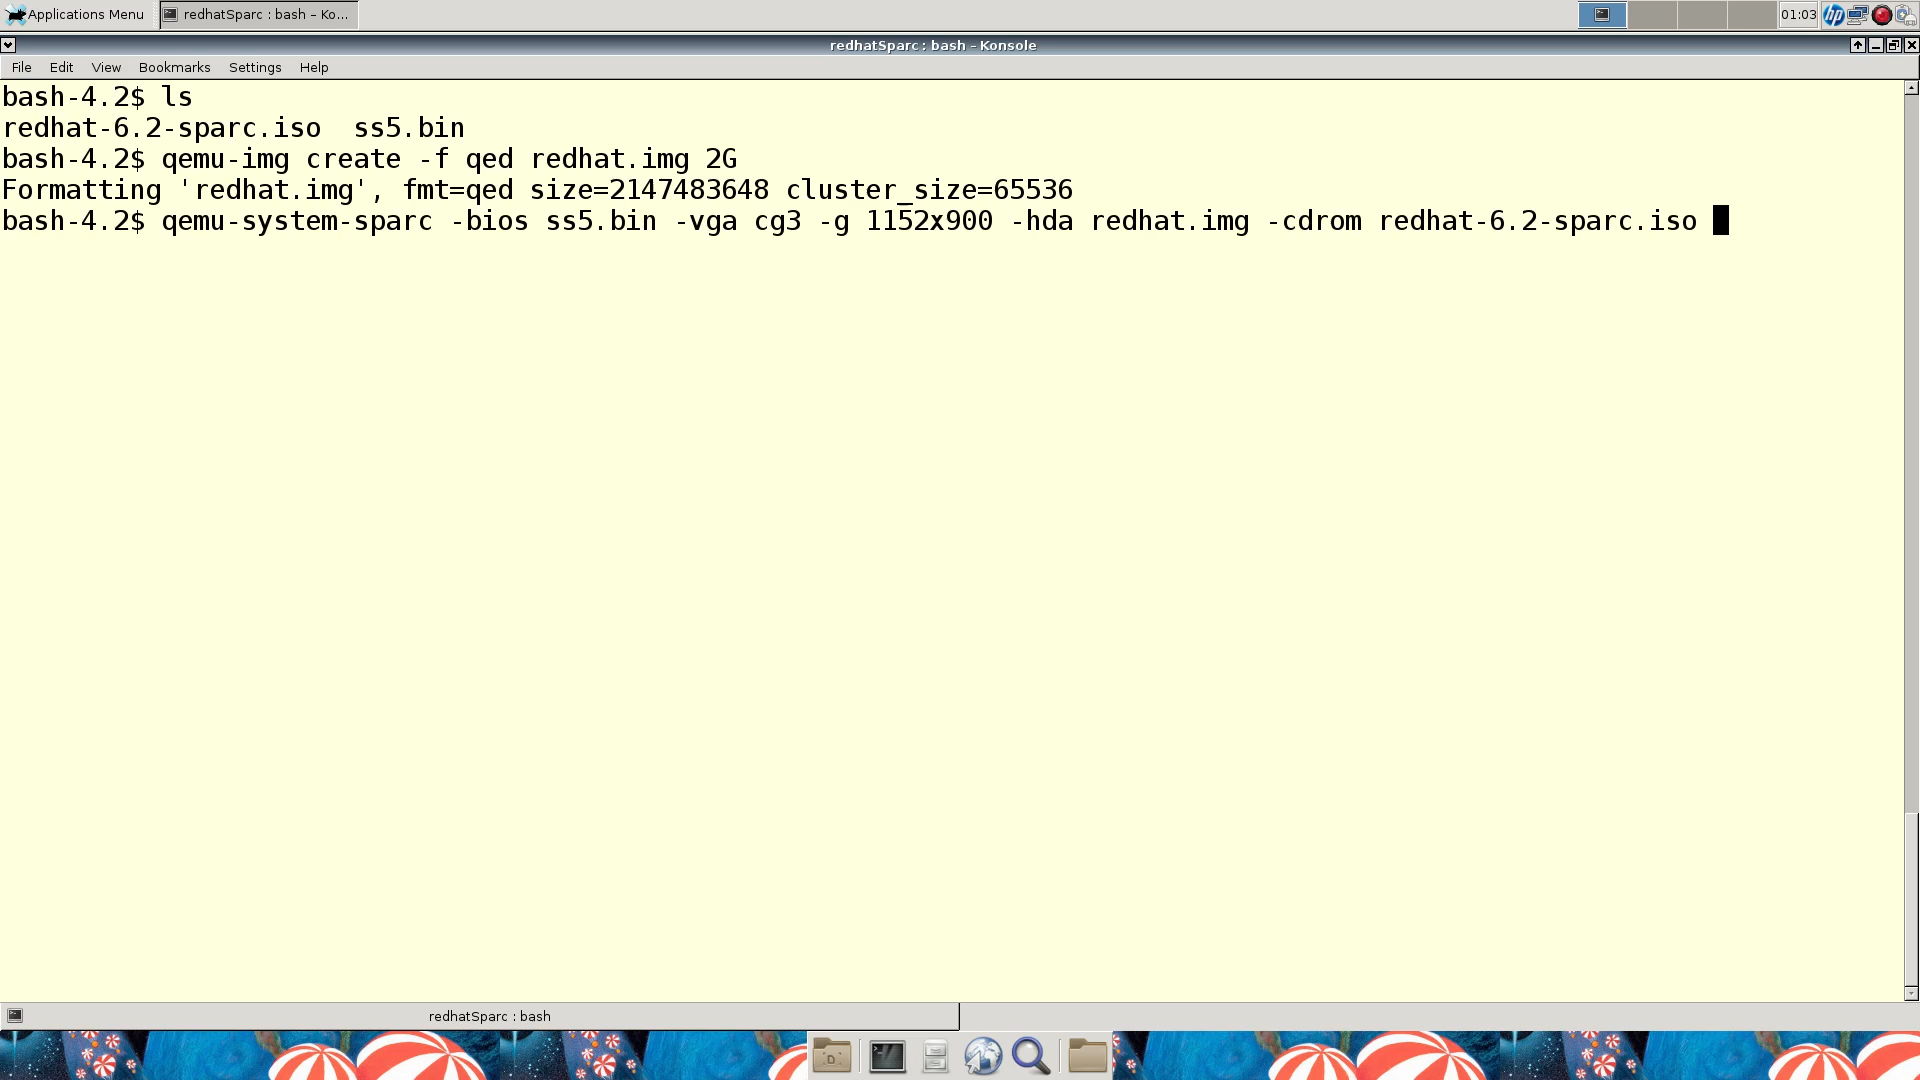 Applications Menu
redhatSparc : bash – Ko...
01:03
hp
redhatSparc : bash – Konsole
File Edit View Bookmarks Settings Help
bash-4.2$ ls
redhat-6.2-sparc.iso  ss5.bin
bash-4.2$ qemu-img create -f qed redhat.img 2G
Formatting 'redhat.img', fmt=qed size=2147483648 cluster_size=65536
bash-4.2$ qemu-system-sparc -bios ss5.bin -vga cg3 -g 1152x900 -hda redhat.img -cdrom redhat-6.2-sparc.iso
redhatSparc : bash